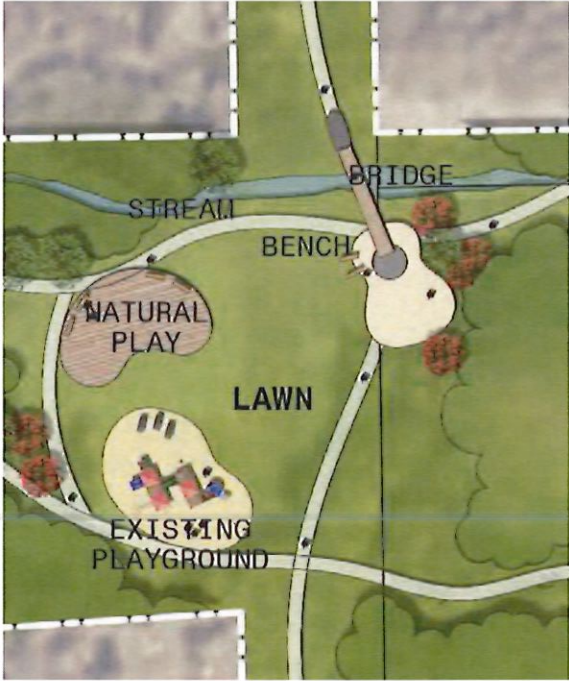 BRIDGE
STREAM
BENCH
NATURAL
PLAY
LAWN
EXISTING
PLAYGROUND